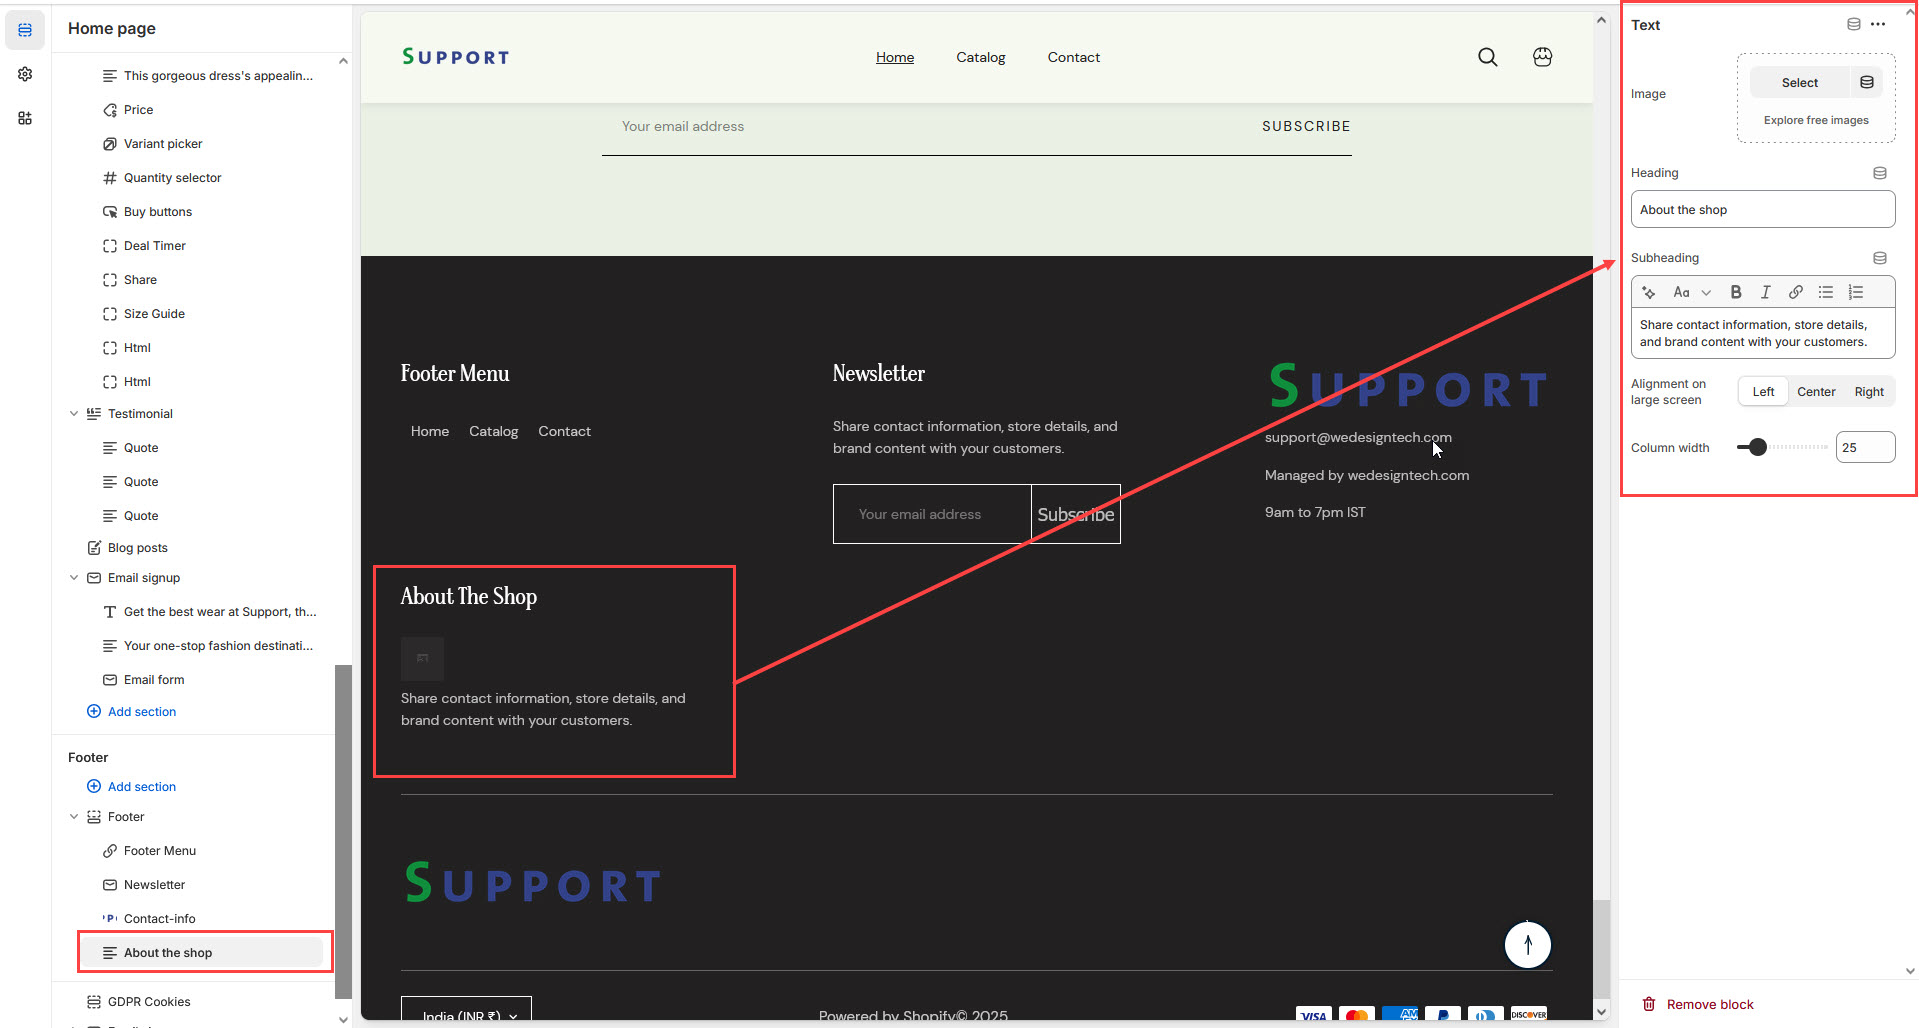 Home page
This gorgeous dress's appealin...
Price
Variant picker
Quantity selector
Buy buttons
Deal Timer
Share
Size Guide
Html
Html
Testimonial
Quote
Quote
Quote
Blog posts
Email signup
Get the best wear at Support, th...
Your one-stop fashion destinati...
Email form
Add section
Footer
Add section
Footer
Footer Menu
Newsletter
Contact-info
About the shop
GDPR Cookies
SUPPORT
Home Catalog Contact
Your email address SUBSCRIBE
Footer Menu
Home Catalog Contact
Newsletter
Share contact information, store details, and
brand content with your customers.
Your email address Subscribe
SUPPORT
support@wedesigntech.com
Managed by wedesigntech.com
9am to 7pm IST
About The Shop
Share contact information, store details, and
brand content with your customers.
SUPPORT
India (INR ₹)
Powered by Shopify© 2025
VISA
AM
DISCOVER
Text
Image
Select
Explore free images
Heading
About the shop
Subheading
Aa B I
Share contact information, store details,
and brand content with your customers.
Alignment on
large screen
Left Center Right
Column width 25
Remove block